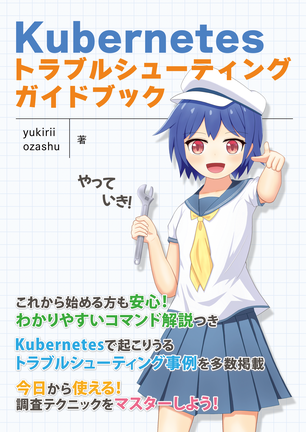 Kubernetes
トラブルシューティング
ガイドブック
yukirii
ozashu
著
やって
いき!
これから始める方も安心!
わかりやすいコマンド解説つき
Kubernetesで起こりうる
トラブルシューティング事例を多数掲載
今日から使える!
調査テクニックをマスターしよう!